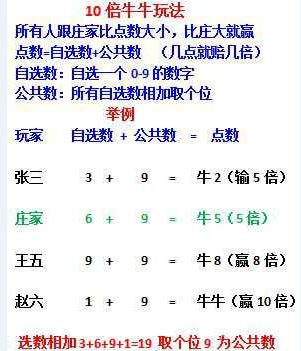 10 倍牛牛玩法
所有人跟庄家比点数大小，比庄大就赢
点数=自选数+公共数 （几点就赔几倍）
自选数：自选一个 0-9 的数字
公共数：所有自选数相加取个位
举例
玩家 自选数 + 公共数 = 点数
张三 3 + 9 = 牛 2（输 5 倍）
庄家 6 + 9 = 牛 5（5 倍）
王五 9 + 9 = 牛 8（赢 8 倍）
赵六 1 + 9 = 牛牛（赢 10 倍）
选数相加 3+6+9+1=19 取个位 9 为公共数